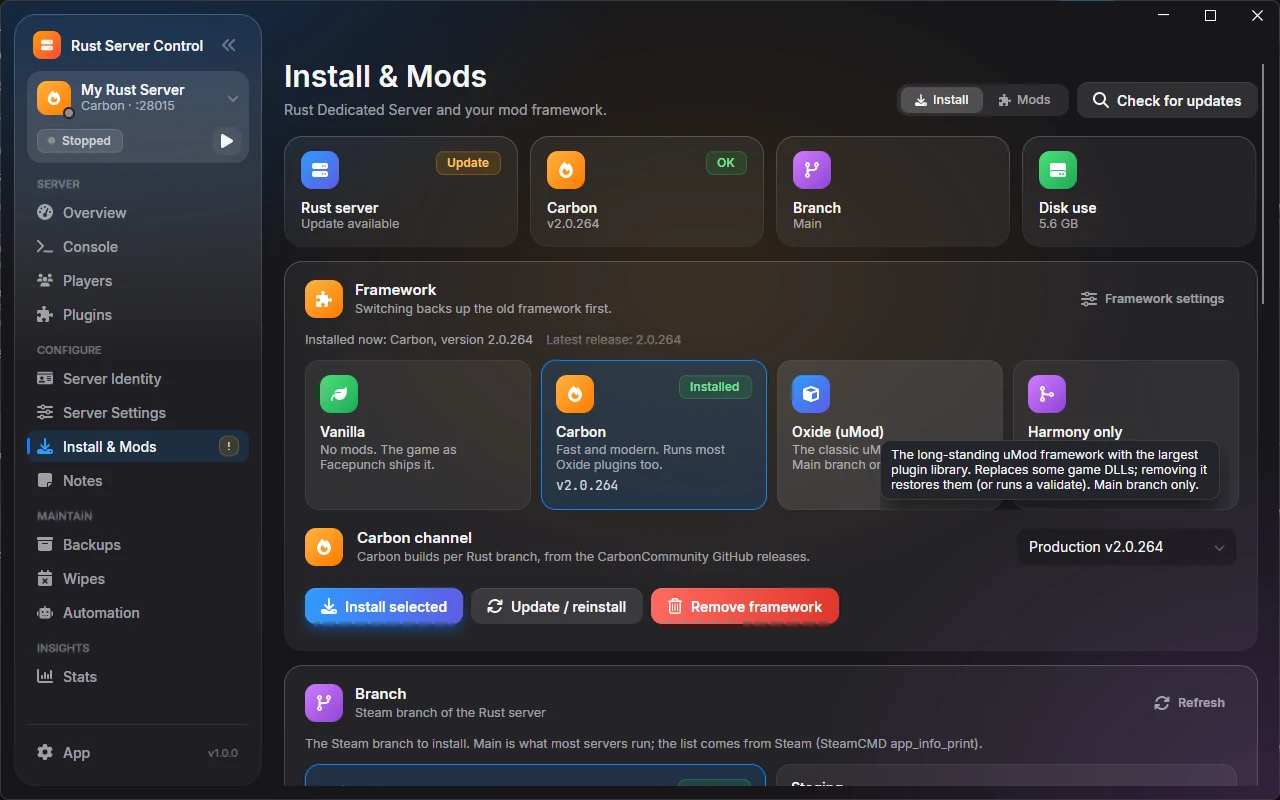 Rust Server Control
My Rust Server
Carbon · :28015
Stopped
SERVER
Overview
Console
Players
Plugins
CONFIGURE
Server Identity
Server Settings
Install & Mods
!
Notes
MAINTAIN
Backups
Wipes
Automation
INSIGHTS
Stats
App
v1.0.0
Install & Mods
Rust Dedicated Server and your mod framework.
Install
Mods
Check for updates
Update
Rust server
Update available
OK
Carbon
v2.0.264
Branch
Main
Disk use
5.6 GB
Framework
Switching backs up the old framework first.
Framework settings
Installed now: Carbon, version 2.0.264
Latest release: 2.0.264
Vanilla
No mods. The game as
Facepunch ships it.
Installed
Carbon
Fast and modern. Runs most
Oxide plugins too.
v2.0.264
Oxide (uMod)
The classic uM
Main branch or
Harmony only
The long-standing uMod framework with the largest
plugin library. Replaces some game DLLs; removing it
restores them (or runs a validate). Main branch only.
Carbon channel
Carbon builds per Rust branch, from the CarbonCommunity GitHub releases.
Production v2.0.264
Install selected
Update / reinstall
Remove framework
Branch
Steam branch of the Rust server
Refresh
The Steam branch to install. Main is what most servers run; the list comes from Steam (SteamCMD app_info_print).
Staging